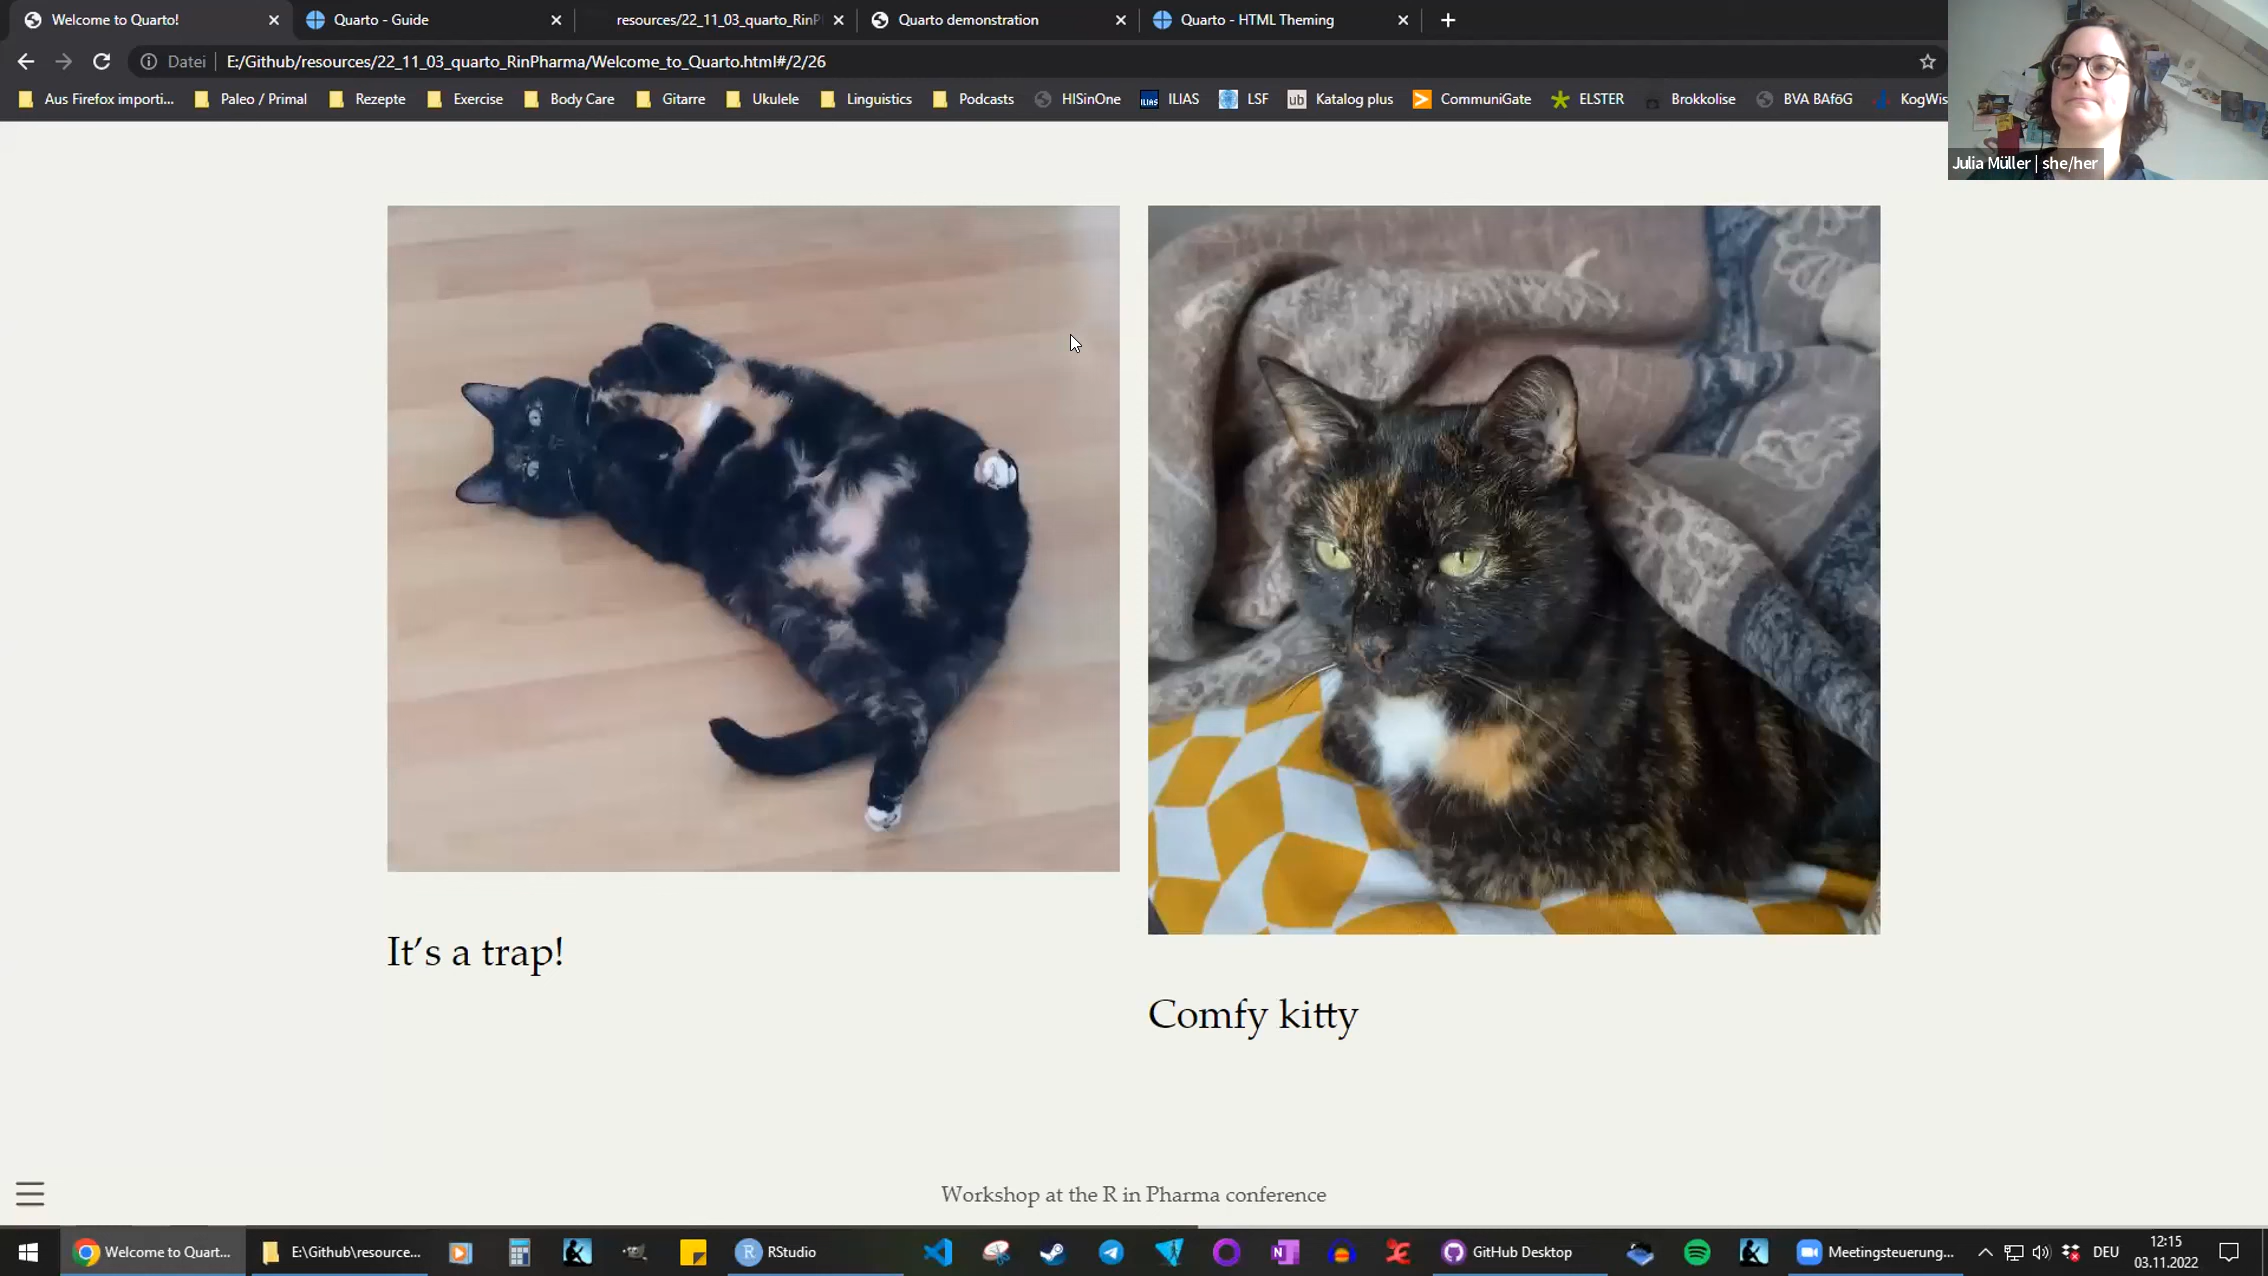 Welcome to Quarto!
Quarto - Guide
resources/22_11_03_quarto_RinP
Quarto demonstration
Quarto - HTML Theming
Datei
E:/Github/resources/22_11_03_quarto_RinPharma/Welcome_to_Quarto.html#/2/26
Aus Firefox importi...
Paleo / Primal
Rezepte
Exercise
Body Care
Gitarre
Ukulele
Linguistics
Podcasts
HISinOne
ILIAS
ILIAS
LSF
ub
Katalog plus
CommuniGate
ELSTER
Brokkolise
BVA BAföG
KogWis
Julia Müller | she/her
It's a trap!
Comfy kitty
Workshop at the R in Pharma conference
Welcome to Quart...
E:\Github\resource...
R
RStudio
N
GitHub Desktop
Meetingsteuerung...
DEU
12:15
03.11.2022